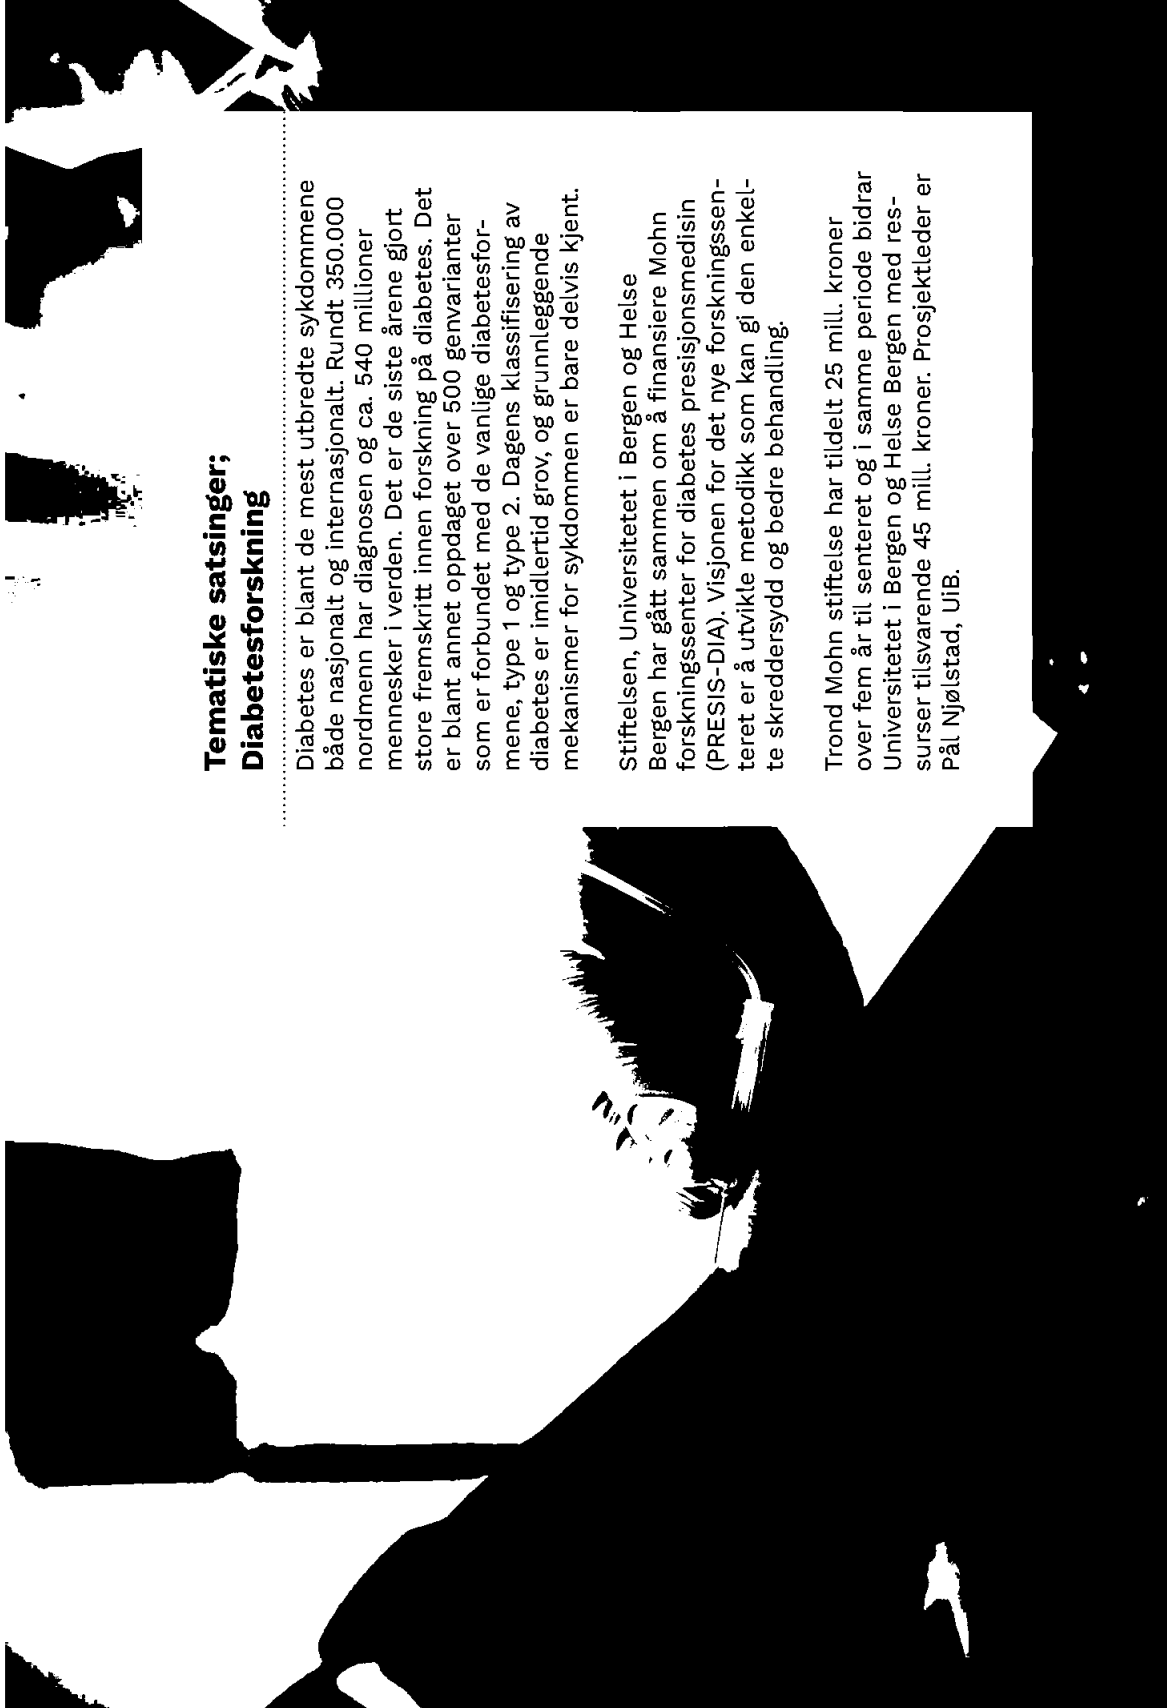 Tematiske satsinger;
Diabetesforskning
Diabetes er blant de mest utbredte sykdommene
både nasjonalt og internasjonalt. Rundt 350.000
nordmenn har diagnosen og ca. 540 millioner
mennesker i verden. Det er de siste årene gjort
store fremskritt innen forskning på diabetes. Det
er blant annet oppdaget over 500 genvarianter
som er forbundet med de vanlige diabetesfor-
mene, type 1 og type 2. Dagens klassifisering av
diabetes er imidlertid grov, og grunnleggende
mekanismer for sykdommen er bare delvis kjent.
Stiftelsen, Universitetet i Bergen og Helse
Bergen har gått sammen om å finansiere Mohn
forskningssenter for diabetes presisjonsmedisin
(PRESIS-DIA). Visjonen for det nye forskningssen-
teret er å utvikle metodikk som kan gi den enkel-
te skreddersydd og bedre behandling.
Trond Mohn stiftelse har tildelt 25 mill. kroner
over fem år til senteret og i samme periode bidrar
Universitetet i Bergen og Helse Bergen med res-
surser tilsvarende 45 mill. kroner. Prosjektleder er
Pål Njølstad, UiB.